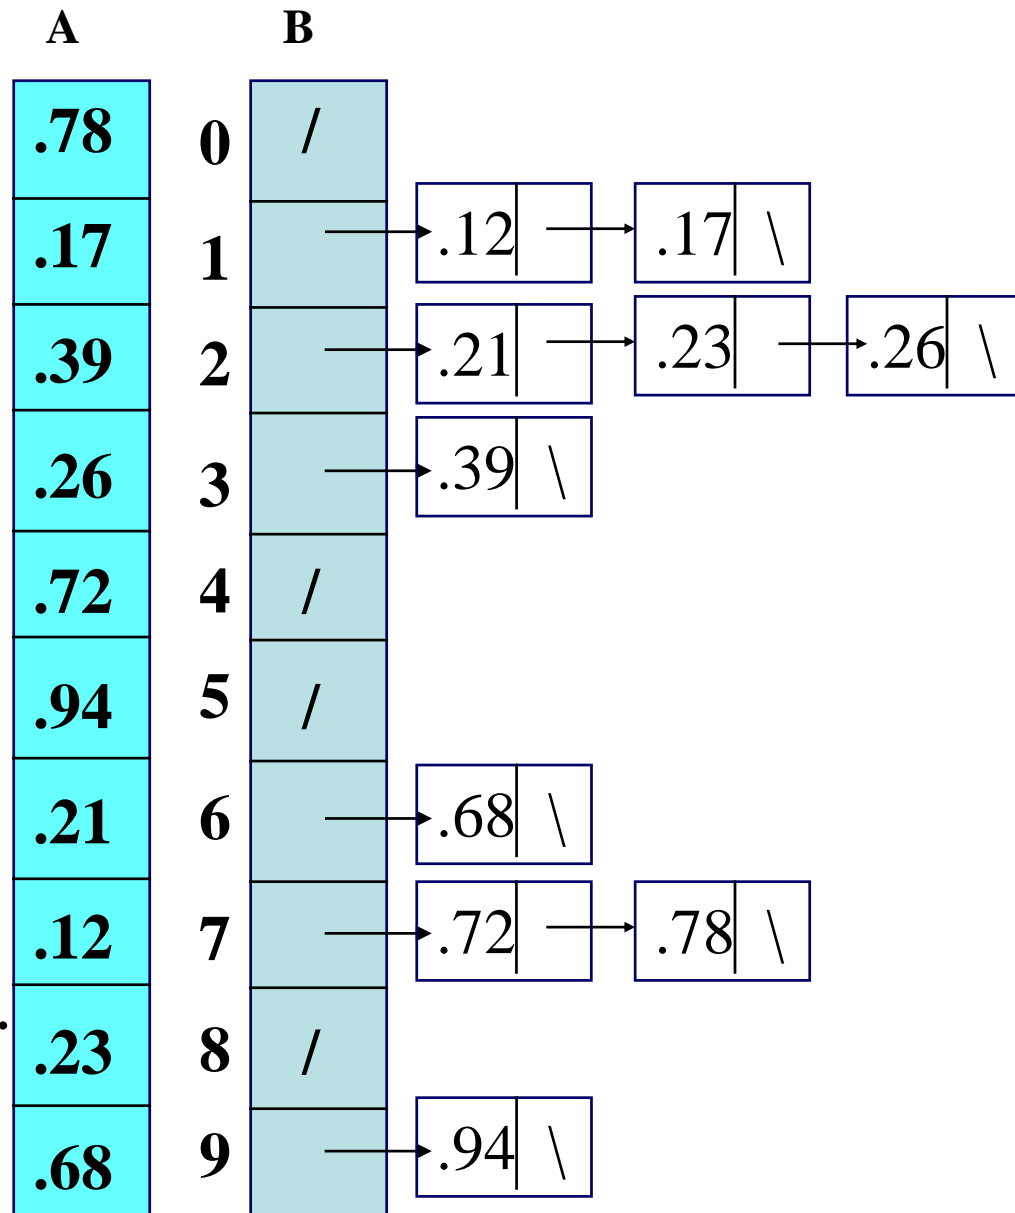 A B
.78 0 /
.17 1 .12 .17 \
.39 2 .21 .23 .26 \
.26 3 .39 \
.72 4 /
.94 5 /
.21 6 .68 \
.12 7 .72 .78 \
.23 8 /
.68 9 .94 \